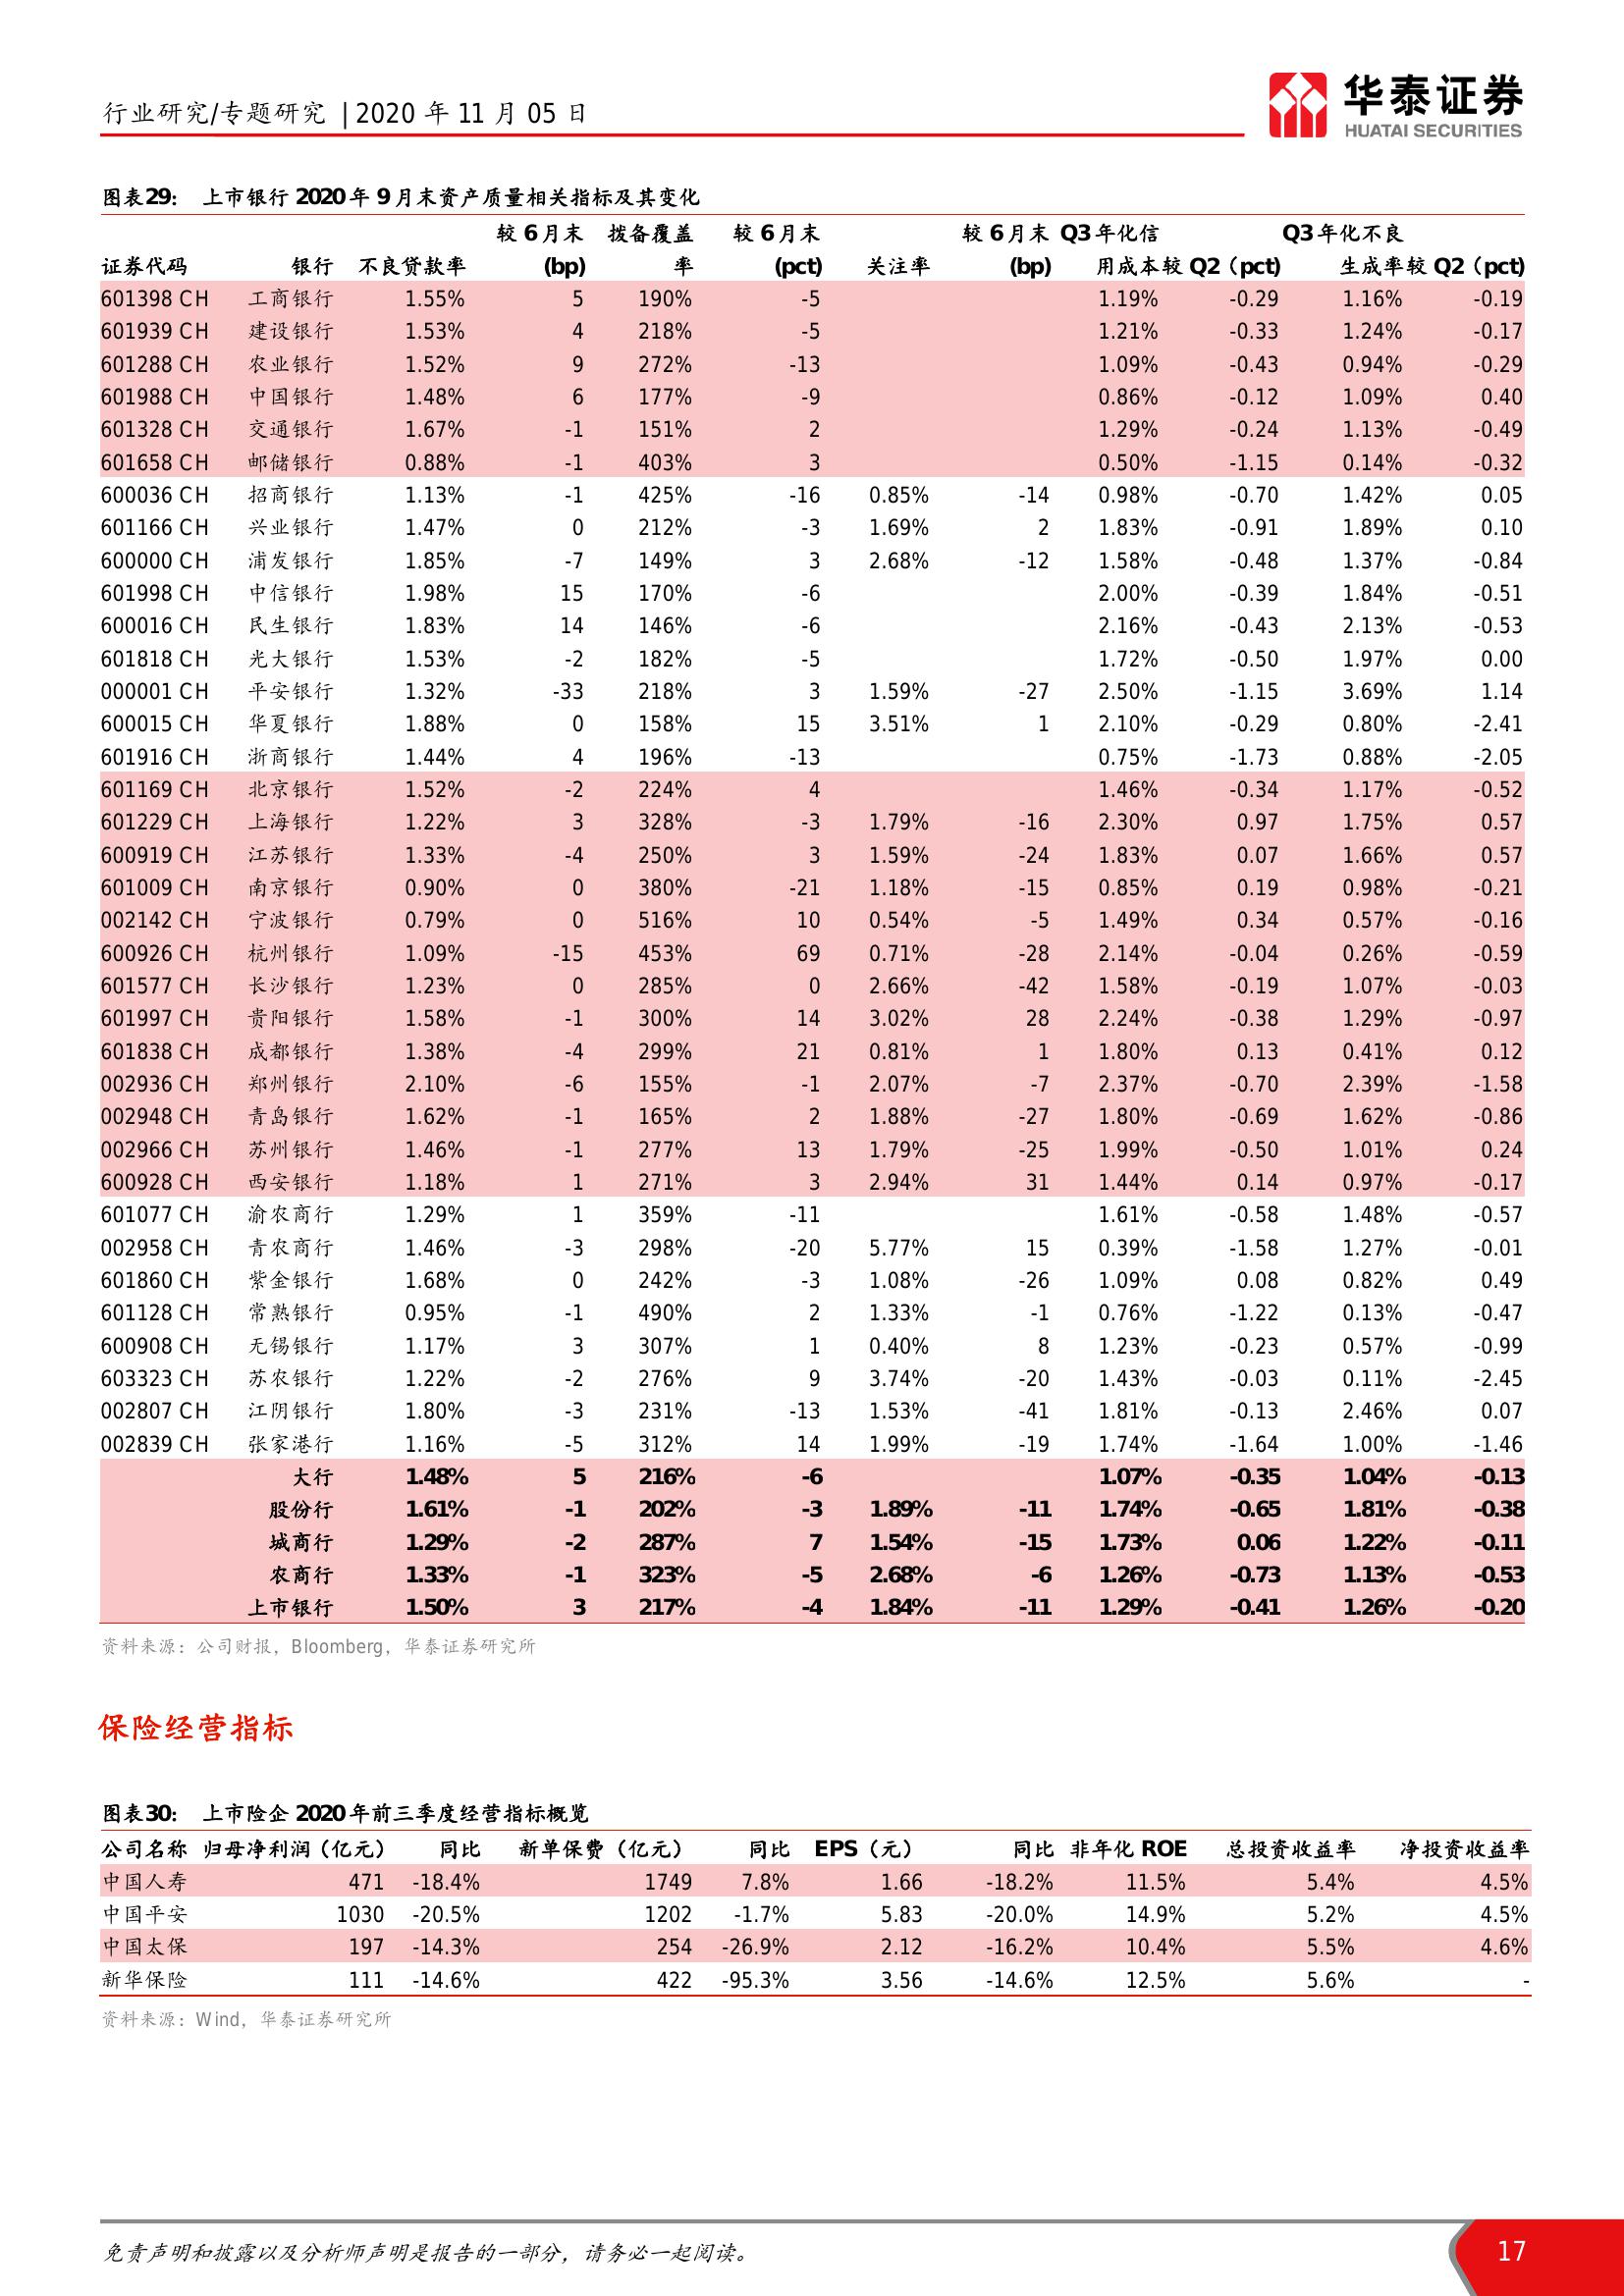 行业研究/专题研究 | 2020 年 11 月 05 日
华泰证券
HUATAI SECURITIES
图表29： 上市银行 2020 年 9 月末资产质量相关指标及其变化
较 6 月末 拨备覆盖 较 6 月末 较 6 月末 Q3 年化信 Q3 年化不良
证券代码 银行 不良贷款率 (bp) 率 (pct) 关注率 (bp) 用成本较 Q2（pct) 生成率较 Q2（pct)
601398 CH 工商银行 1.55% 5 190% -5 1.19% -0.29 1.16% -0.19
601939 CH 建设银行 1.53% 4 218% -5 1.21% -0.33 1.24% -0.17
601288 CH 农业银行 1.52% 9 272% -13 1.09% -0.43 0.94% -0.29
601988 CH 中国银行 1.48% 6 177% -9 0.86% -0.12 1.09% 0.40
601328 CH 交通银行 1.67% -1 151% 2 1.29% -0.24 1.13% -0.49
601658 CH 邮储银行 0.88% -1 403% 3 0.50% -1.15 0.14% -0.32
600036 CH 招商银行 1.13% -1 425% -16 0.85% -14 0.98% -0.70 1.42% 0.05
601166 CH 兴业银行 1.47% 0 212% -3 1.69% 2 1.83% -0.91 1.89% 0.10
600000 CH 浦发银行 1.85% -7 149% 3 2.68% -12 1.58% -0.48 1.37% -0.84
601998 CH 中信银行 1.98% 15 170% -6 2.00% -0.39 1.84% -0.51
600016 CH 民生银行 1.83% 14 146% -6 2.16% -0.43 2.13% -0.53
601818 CH 光大银行 1.53% -2 182% -5 1.72% -0.50 1.97% 0.00
000001 CH 平安银行 1.32% -33 218% 3 1.59% -27 2.50% -1.15 3.69% 1.14
600015 CH 华夏银行 1.88% 0 158% 15 3.51% 1 2.10% -0.29 0.80% -2.41
601916 CH 浙商银行 1.44% 4 196% -13 0.75% -1.73 0.88% -2.05
601169 CH 北京银行 1.52% -2 224% 4 1.46% -0.34 1.17% -0.52
601229 CH 上海银行 1.22% 3 328% -3 1.79% -16 2.30% 0.97 1.75% 0.57
600919 CH 江苏银行 1.33% -4 250% 3 1.59% -24 1.83% 0.07 1.66% 0.57
601009 CH 南京银行 0.90% 0 380% -21 1.18% -15 0.85% 0.19 0.98% -0.21
002142 CH 宁波银行 0.79% 0 516% 10 0.54% -5 1.49% 0.34 0.57% -0.16
600926 CH 杭州银行 1.09% -15 453% 69 0.71% -28 2.14% -0.04 0.26% -0.59
601577 CH 长沙银行 1.23% 0 285% 0 2.66% -42 1.58% -0.19 1.07% -0.03
601997 CH 贵阳银行 1.58% -1 300% 14 3.02% 28 2.24% -0.38 1.29% -0.97
601838 CH 成都银行 1.38% -4 299% 21 0.81% 1 1.80% 0.13 0.41% 0.12
002936 CH 郑州银行 2.10% -6 155% -1 2.07% -7 2.37% -0.70 2.39% -1.58
002948 CH 青岛银行 1.62% -1 165% 2 1.88% -27 1.80% -0.69 1.62% -0.86
002966 CH 苏州银行 1.46% -1 277% 13 1.79% -25 1.99% -0.50 1.01% 0.24
600928 CH 西安银行 1.18% 1 271% 3 2.94% 31 1.44% 0.14 0.97% -0.17
601077 CH 渝农商行 1.29% 1 359% -11 1.61% -0.58 1.48% -0.57
002958 CH 青农商行 1.46% -3 298% -20 5.77% 15 0.39% -1.58 1.27% -0.01
601860 CH 紫金银行 1.68% 0 242% -3 1.08% -26 1.09% 0.08 0.82% 0.49
601128 CH 常熟银行 0.95% -1 490% 2 1.33% -1 0.76% -1.22 0.13% -0.47
600908 CH 无锡银行 1.17% 3 307% 1 0.40% 8 1.23% -0.23 0.57% -0.99
603323 CH 苏农银行 1.22% -2 276% 9 3.74% -20 1.43% -0.03 0.11% -2.45
002807 CH 江阴银行 1.80% -3 231% -13 1.53% -41 1.81% -0.13 2.46% 0.07
002839 CH 张家港行 1.16% -5 312% 14 1.99% -19 1.74% -1.64 1.00% -1.46
大行 1.48% 5 216% -6 1.07% -0.35 1.04% -0.13
股份行 1.61% -1 202% -3 1.89% -11 1.74% -0.65 1.81% -0.38
城商行 1.29% -2 287% 7 1.54% -15 1.73% 0.06 1.22% -0.11
农商行 1.33% -1 323% -5 2.68% -6 1.26% -0.73 1.13% -0.53
上市银行 1.50% 3 217% -4 1.84% -11 1.29% -0.41 1.26% -0.20
资料来源：公司财报，Bloomberg，华泰证券研究所
保险经营指标
图表30： 上市险企 2020 年前三季度经营指标概览
公司名称 归母净利润（亿元） 同比 新单保费（亿元） 同比 EPS（元） 同比 非年化 ROE 总投资收益率 净投资收益率
中国人寿 471 -18.4% 1749 7.8% 1.66 -18.2% 11.5% 5.4% 4.5%
中国平安 1030 -20.5% 1202 -1.7% 5.83 -20.0% 14.9% 5.2% 4.5%
中国太保 197 -14.3% 254 -26.9% 2.12 -16.2% 10.4% 5.5% 4.6%
新华保险 111 -14.6% 422 -95.3% 3.56 -14.6% 12.5% 5.6% -
资料来源：Wind，华泰证券研究所
免责声明和披露以及分析师声明是报告的一部分，请务必一起阅读。
17